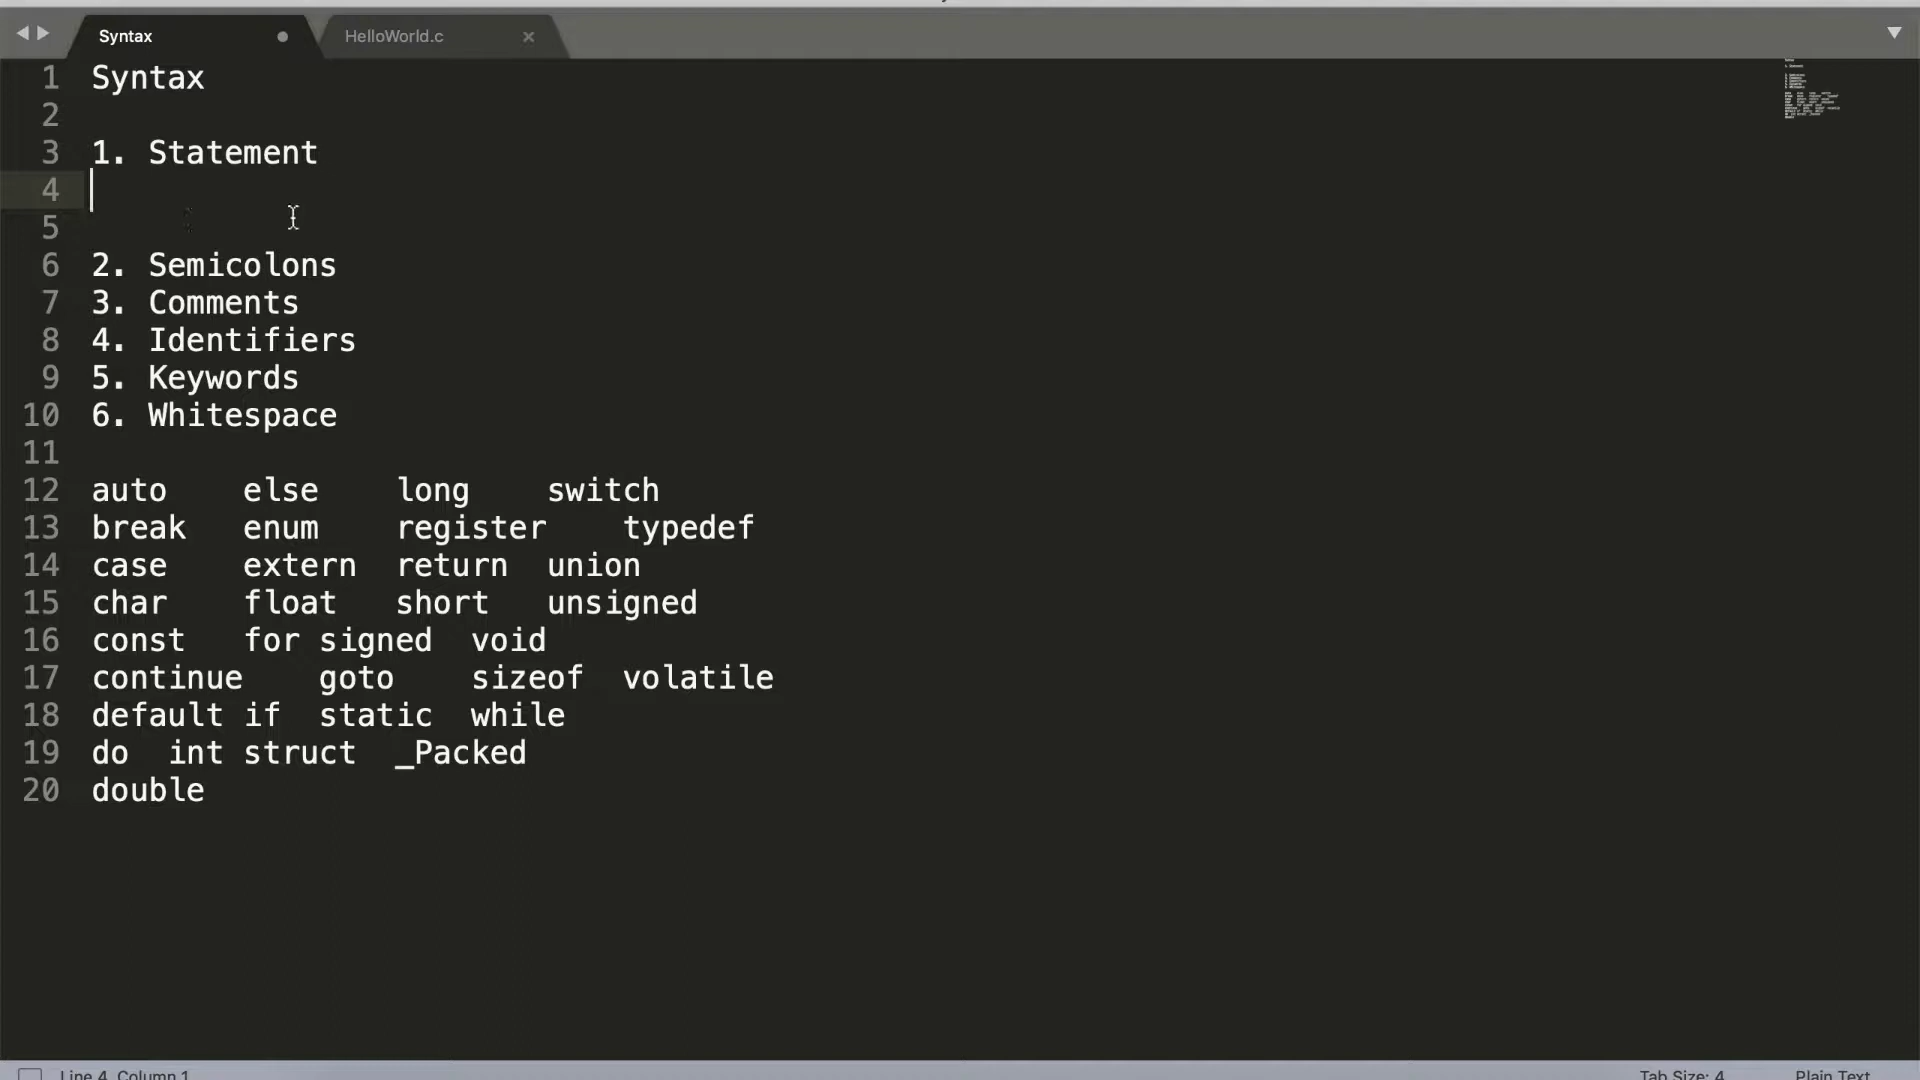 Syntax
HelloWorld.c
1 Syntax
2
3 1. Statement
4
5
6 2. Semicolons
7 3. Comments
8 4. Identifiers
9 5. Keywords
10 6. Whitespace
11
12 auto else long switch
13 break enum register typedef
14 case extern return union
15 char float short unsigned
16 const for signed void
17 continue goto sizeof volatile
18 default if static while
19 do int struct _Packed
20 double
Line 4, Column 1 Tab Size: 4 Plain Text